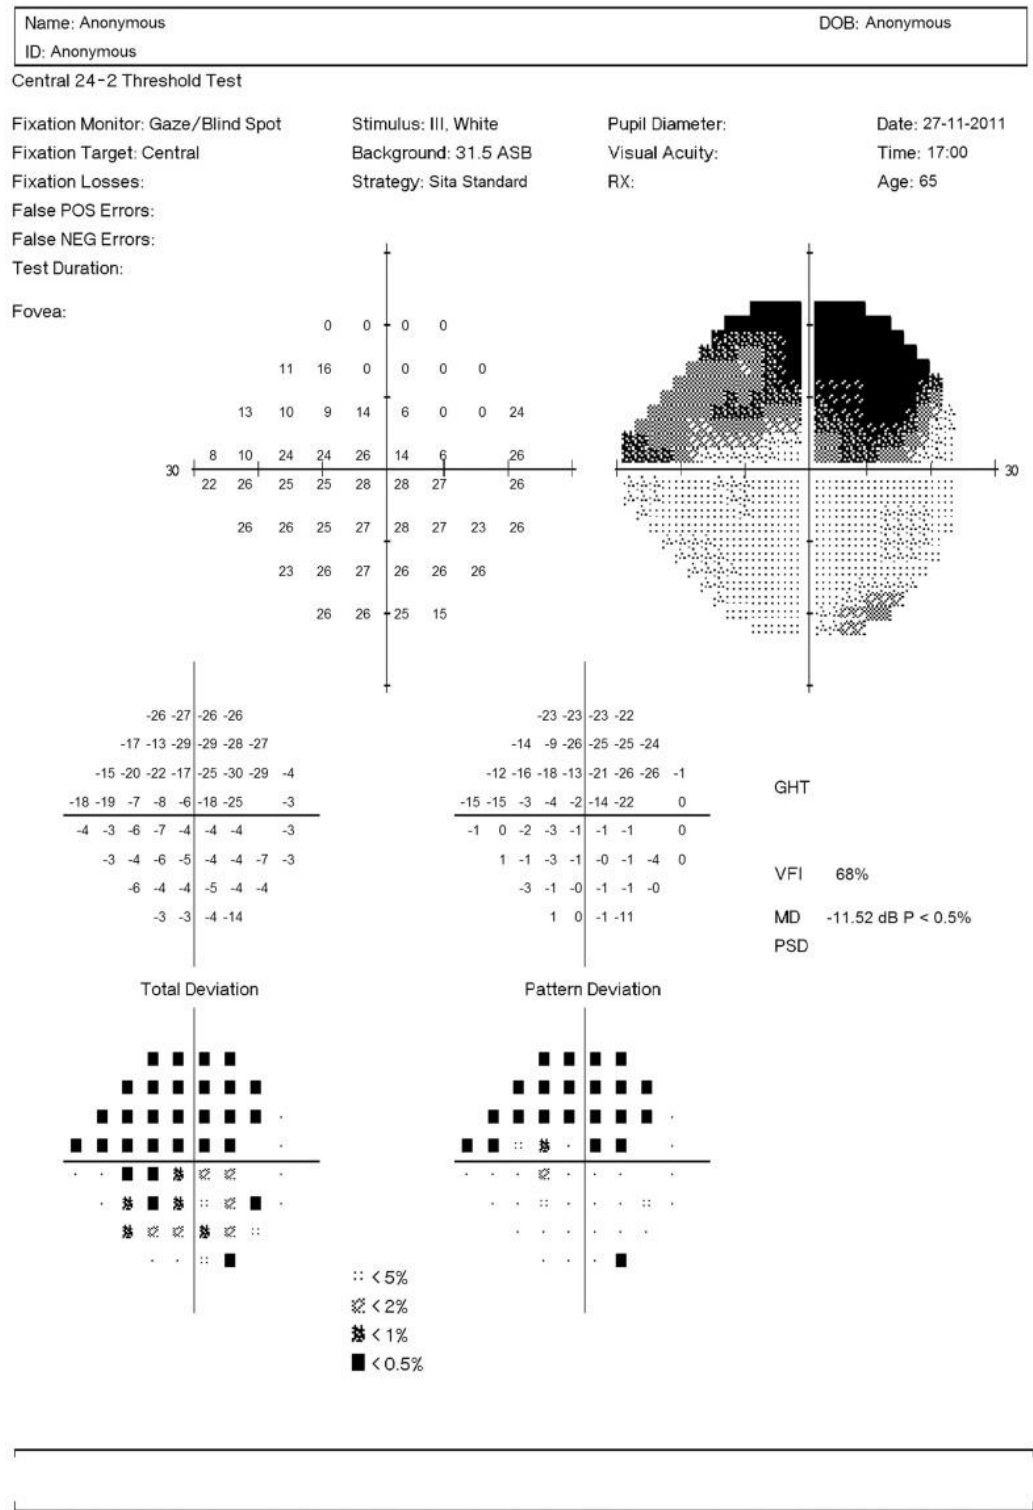 Name: Anonymous DOB: Anonymous
ID: Anonymous
Central 24-2 Threshold Test
Fixation Monitor: Gaze/Blind Spot Stimulus: III, White Pupil Diameter: Date: 27-11-2011
Fixation Target: Central Background: 31.5 ASB Visual Acuity: Time: 17:00
Fixation Losses: Strategy: Sita Standard RX: Age: 65
False POS Errors:
False NEG Errors:
Test Duration:
Fovea:
0 0 0 0
11 16 0 0 0 0
13 10 9 14 6 0 0 24
8 10 24 24 26 14 6 26
30 30
22 26 25 25 28 28 27 26
26 26 25 27 28 27 23 26
23 26 27 26 26 26
26 26 25 15
-26 -27 -26 -26 -23 -23 -23 -22
-17 -13 -29 -29 -28 -27 -14 -9 -26 -25 -25 -24
-15 -20 -22 -17 -25 -30 -29 -4 -12 -16 -18 -13 -21 -26 -26 -1
GHT
-18 -19 -7 -8 -6 -18 -25 -3 -15 -15 -3 -4 -2 -14 -22 0
-4 -3 -6 -7 -4 -4 -4 -3 -1 0 -2 -3 -1 -1 -1 0
-3 -4 -6 -5 -4 -4 -7 -3 1 -1 -3 -1 -0 -1 -4 0
VFI 68%
-6 -4 -4 -5 -4 -4 -3 -1 -0 -1 -1 -0
-3 -3 -4 -14 1 0 -1 -11
MD -11.52 dB P < 0.5%
PSD
Total Deviation Pattern Deviation
< 5%
< 2%
< 1%
< 0.5%